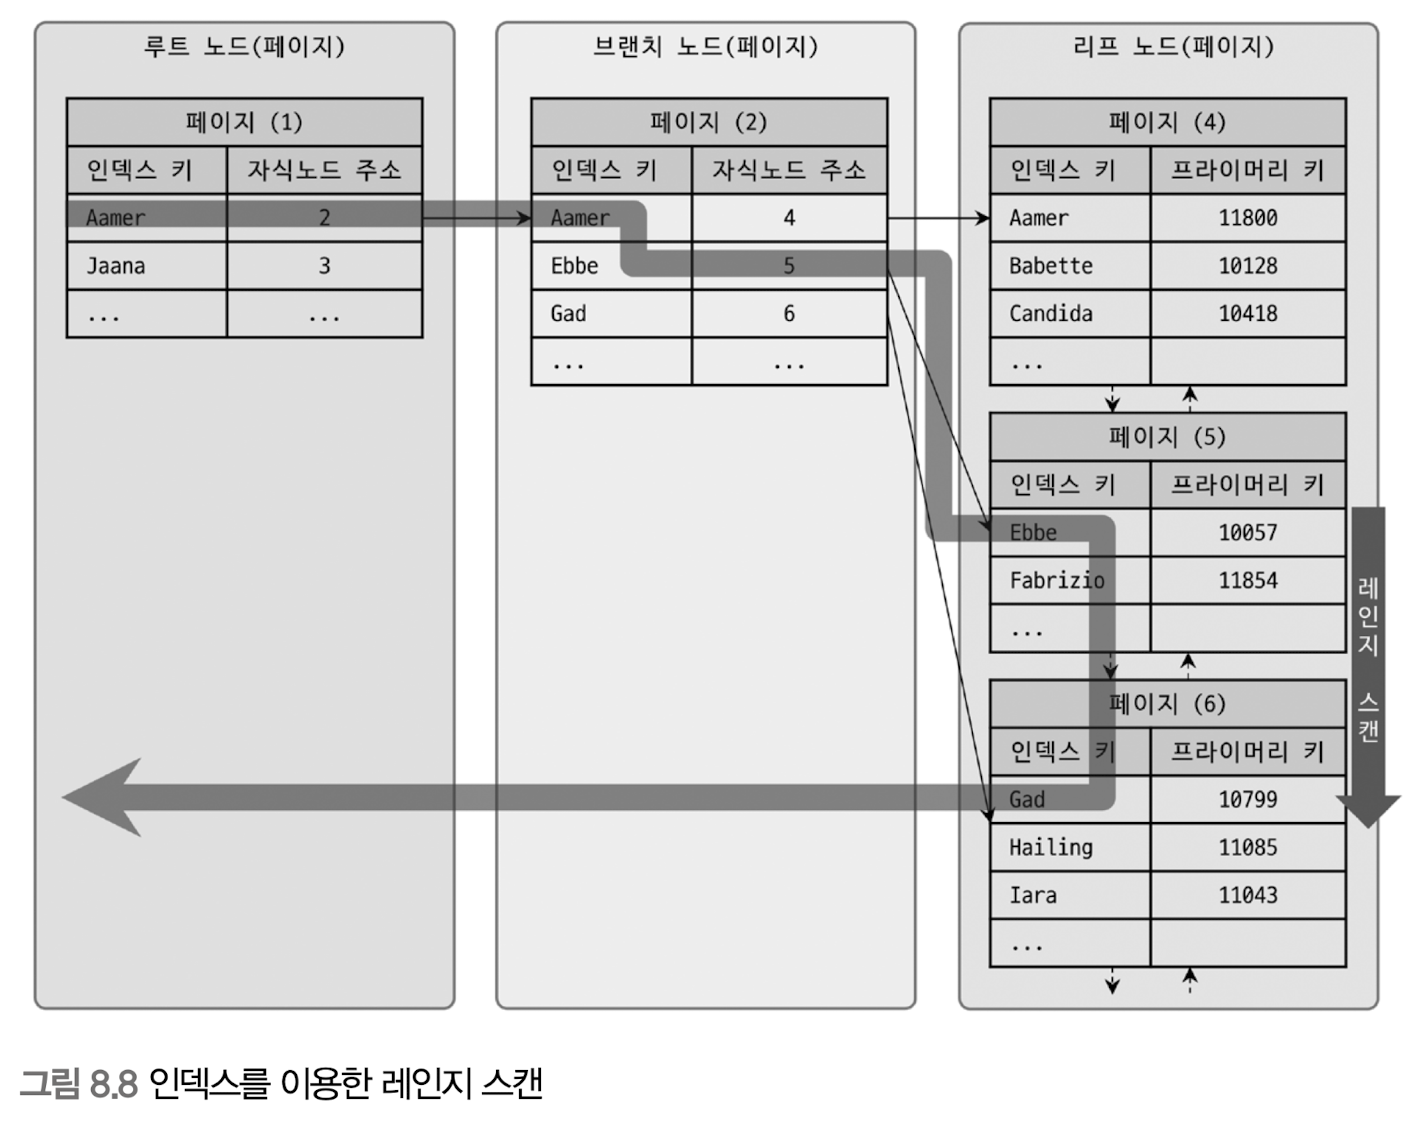 루트 노드(페이지)
페이지 (1)
인덱스 키 자식노드 주소
Aamer 2
Jaana 3
... ...
브랜치 노드(페이지)
페이지 (2)
인덱스 키 자식노드 주소
Aamer 4
Ebbe 5
Gad 6
... ...
리프 노드(페이지)
페이지 (4)
인덱스 키 프라이머리 키
Aamer 11800
Babette 10128
Candida 10418
...
페이지 (5)
인덱스 키 프라이머리 키
Ebbe 10057
Fabrizio 11854
...
페이지 (6)
인덱스 키 프라이머리 키
Gad 10799
Hailing 11085
Iara 11043
...
레인지 스캔
그림 8.8 인덱스를 이용한 레인지 스캔